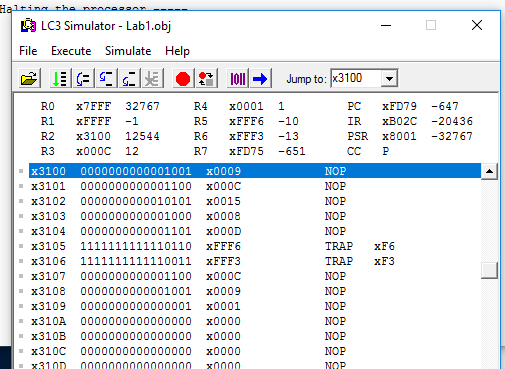 Halting the processor -----
LC3 Simulator - Lab1.obj
File Execute Simulate Help
Jump to: x3100
R0 x7FFF 32767 R4 x0001 1 PC xFD79 -647
R1 xFFFF -1 R5 xFFF6 -10 IR xB02C -20436
R2 x3100 12544 R6 xFFF3 -13 PSR x8001 -32767
R3 x000C 12 R7 xFD75 -651 CC P
x3100 0000000000001001 x0009 NOP
x3101 0000000000001100 x000C NOP
x3102 0000000000010101 x0015 NOP
x3103 0000000000001000 x0008 NOP
x3104 0000000000001101 x000D NOP
x3105 1111111111110110 xFFF6 TRAP xF6
x3106 1111111111110011 xFFF3 TRAP xF3
x3107 0000000000001100 x000C NOP
x3108 0000000000001001 x0009 NOP
x3109 0000000000000001 x0001 NOP
x310A 0000000000000000 x0000 NOP
x310B 0000000000000000 x0000 NOP
x310C 0000000000000000 x0000 NOP
x310D 0000000000000000 x0000 NOP